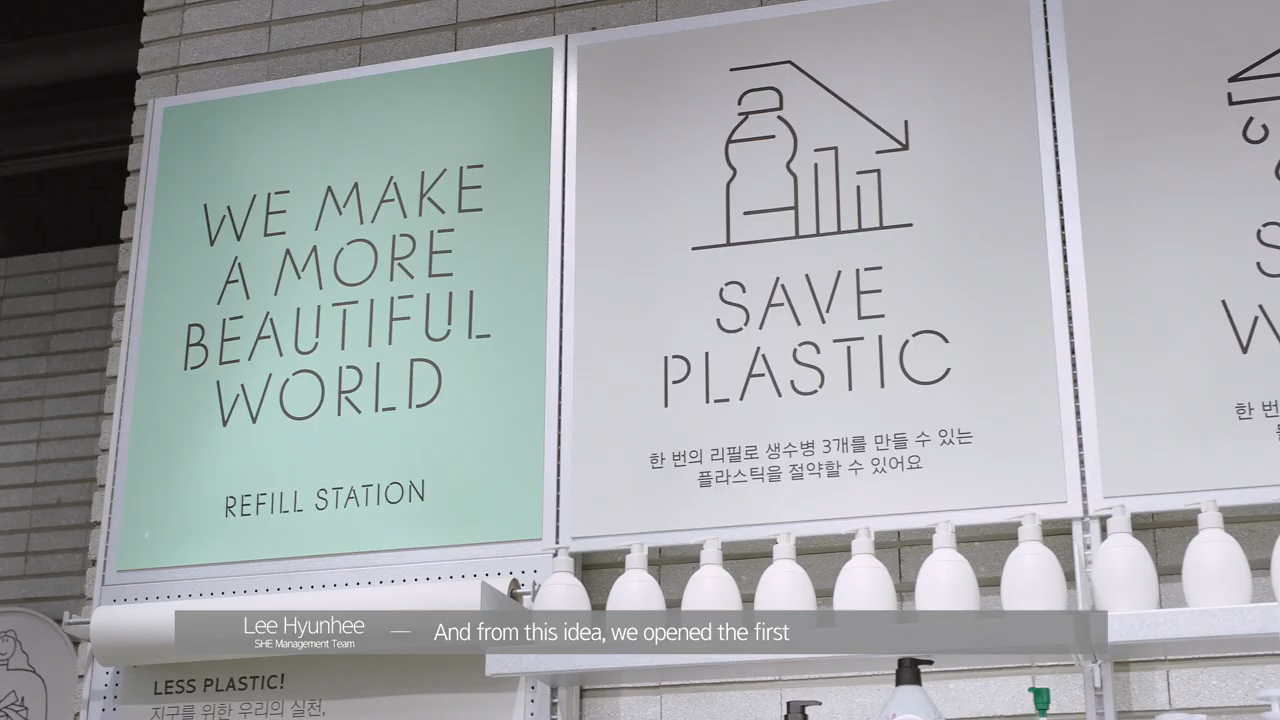 WE MAKE
A MORE
BEAUTIFUL
WORLD
REFILL STATION
SAVE
PLASTIC
한 번의 리필로 생수병 3개를 만들 수 있는
플라스틱을 절약할 수 있어요
한 번
LESS PLASTIC!
지구를 위한 우리의 실천,
Lee Hyunhee
SHE Management Team
And from this idea, we opened the first